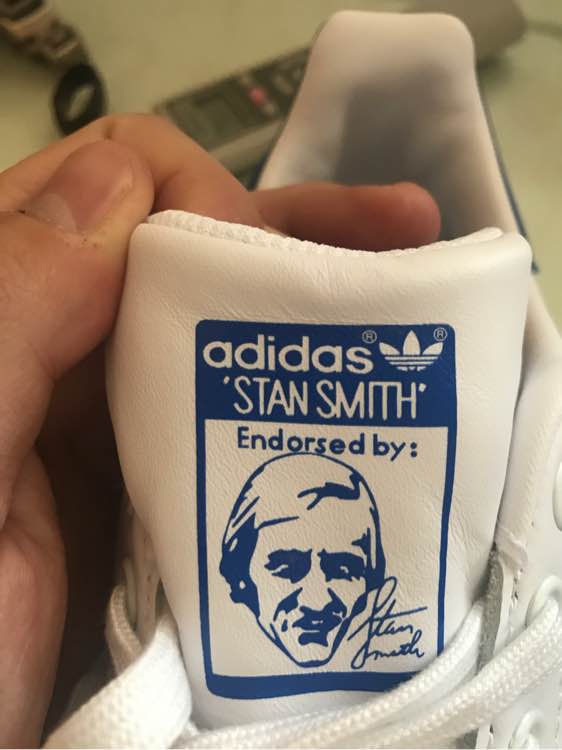 adidas® ®
"STAN SMITH"
Endorsed by:
Stan
Smith